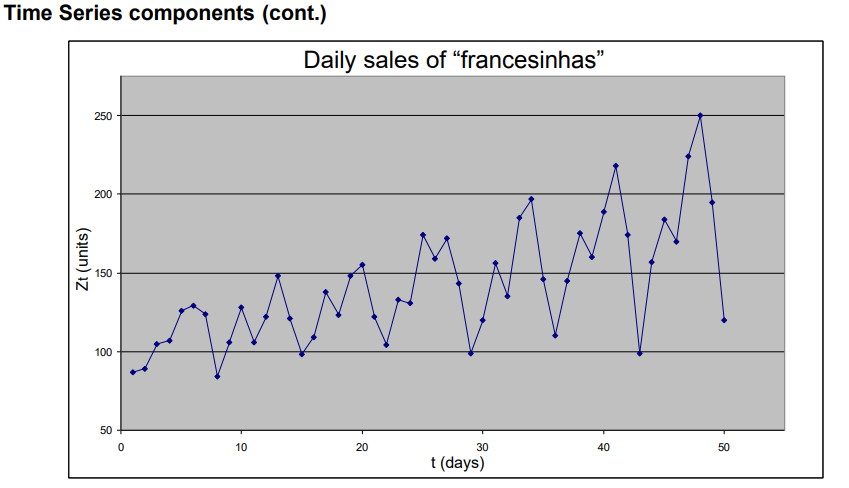 Time Series components (cont.)
Daily sales of “francesinhas”
250
200
150
100
50
Zt (units)
0 10 20 30 40 50
t (days)